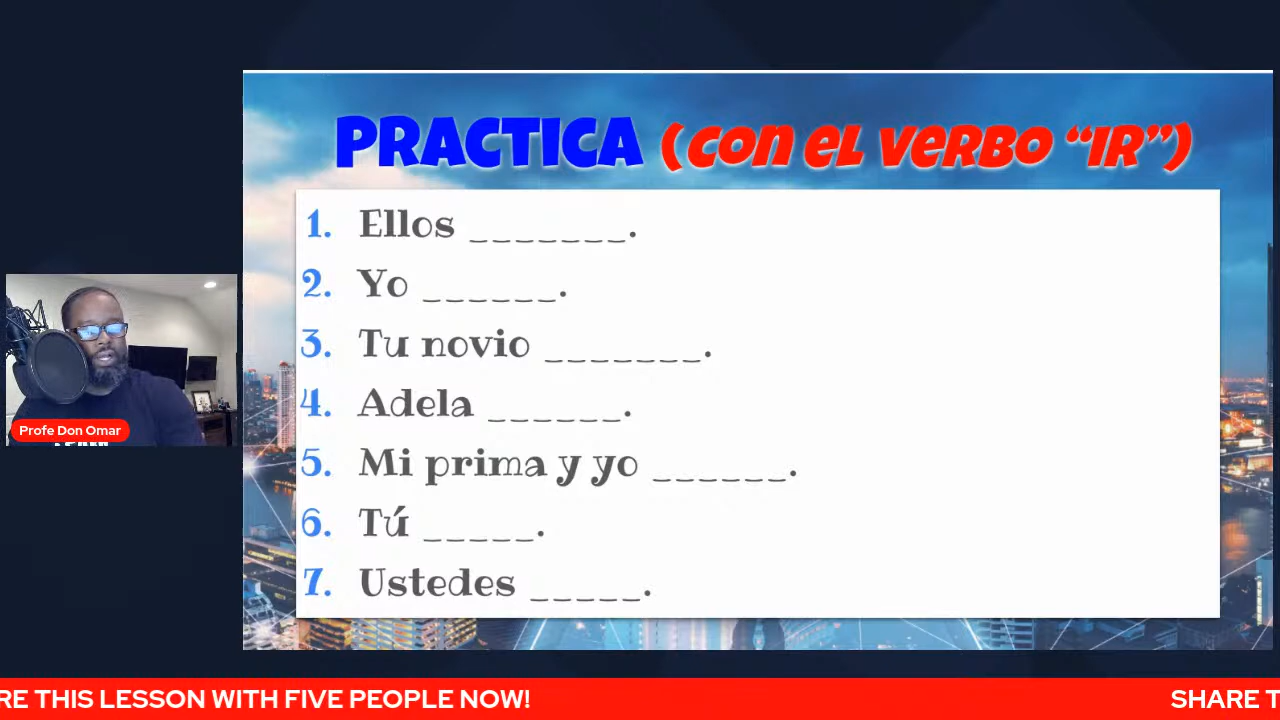 PRACTICA (CON EL VERBO “IR”)
1. Ellos _______.
2. Yo ______.
3. Tu novio _______.
4. Adela ______.
5. Mi prima y yo ______.
6. Tú _____.
7. Ustedes _____.
Profe Don Omar
RE THIS LESSON WITH FIVE PEOPLE NOW!
SHARE T